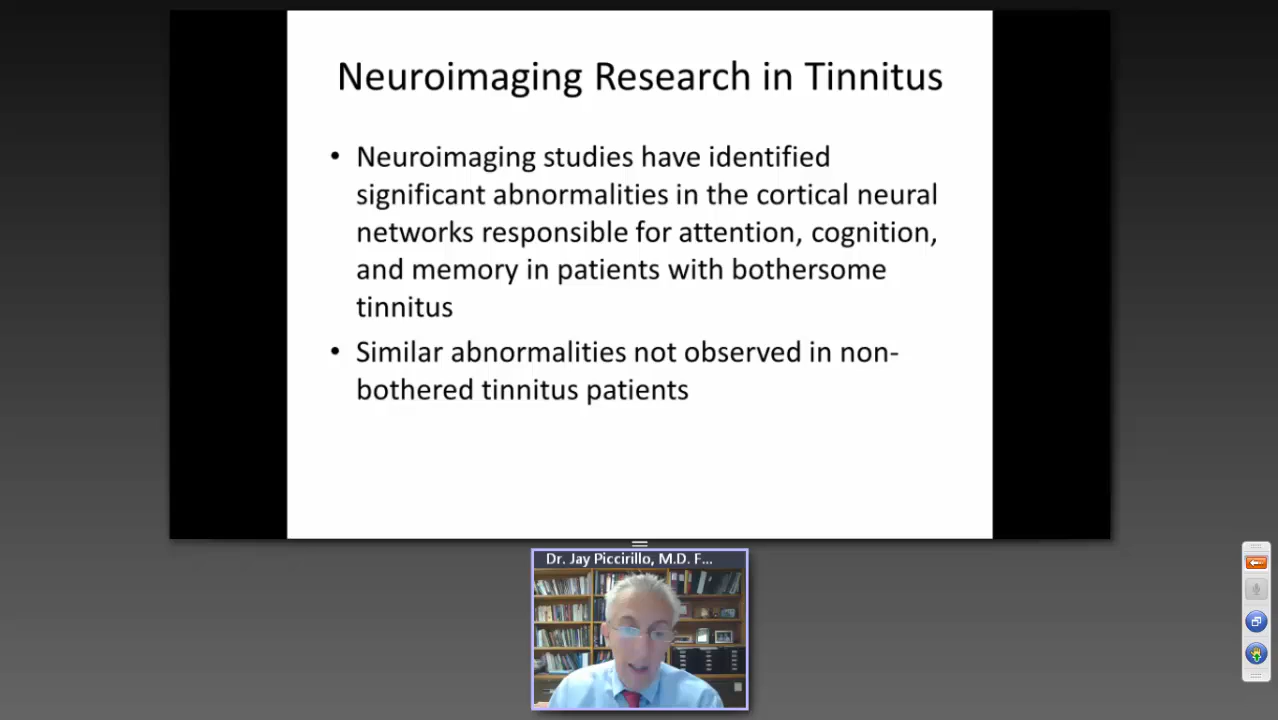 Neuroimaging Research in Tinnitus
• Neuroimaging studies have identified
significant abnormalities in the cortical neural
networks responsible for attention, cognition,
and memory in patients with bothersome
tinnitus
• Similar abnormalities not observed in non-
bothered tinnitus patients
Dr. Jay Piccirillo, M.D. F...